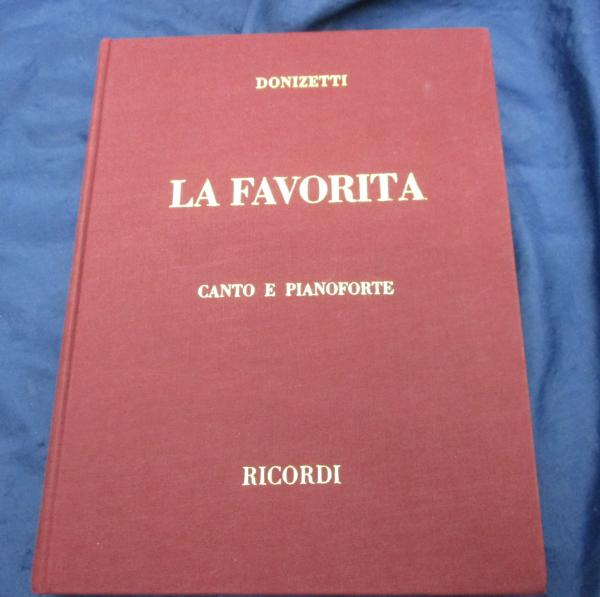 DONIZETTI
LA FAVORITA
CANTO E PIANOFORTE
RICORDI